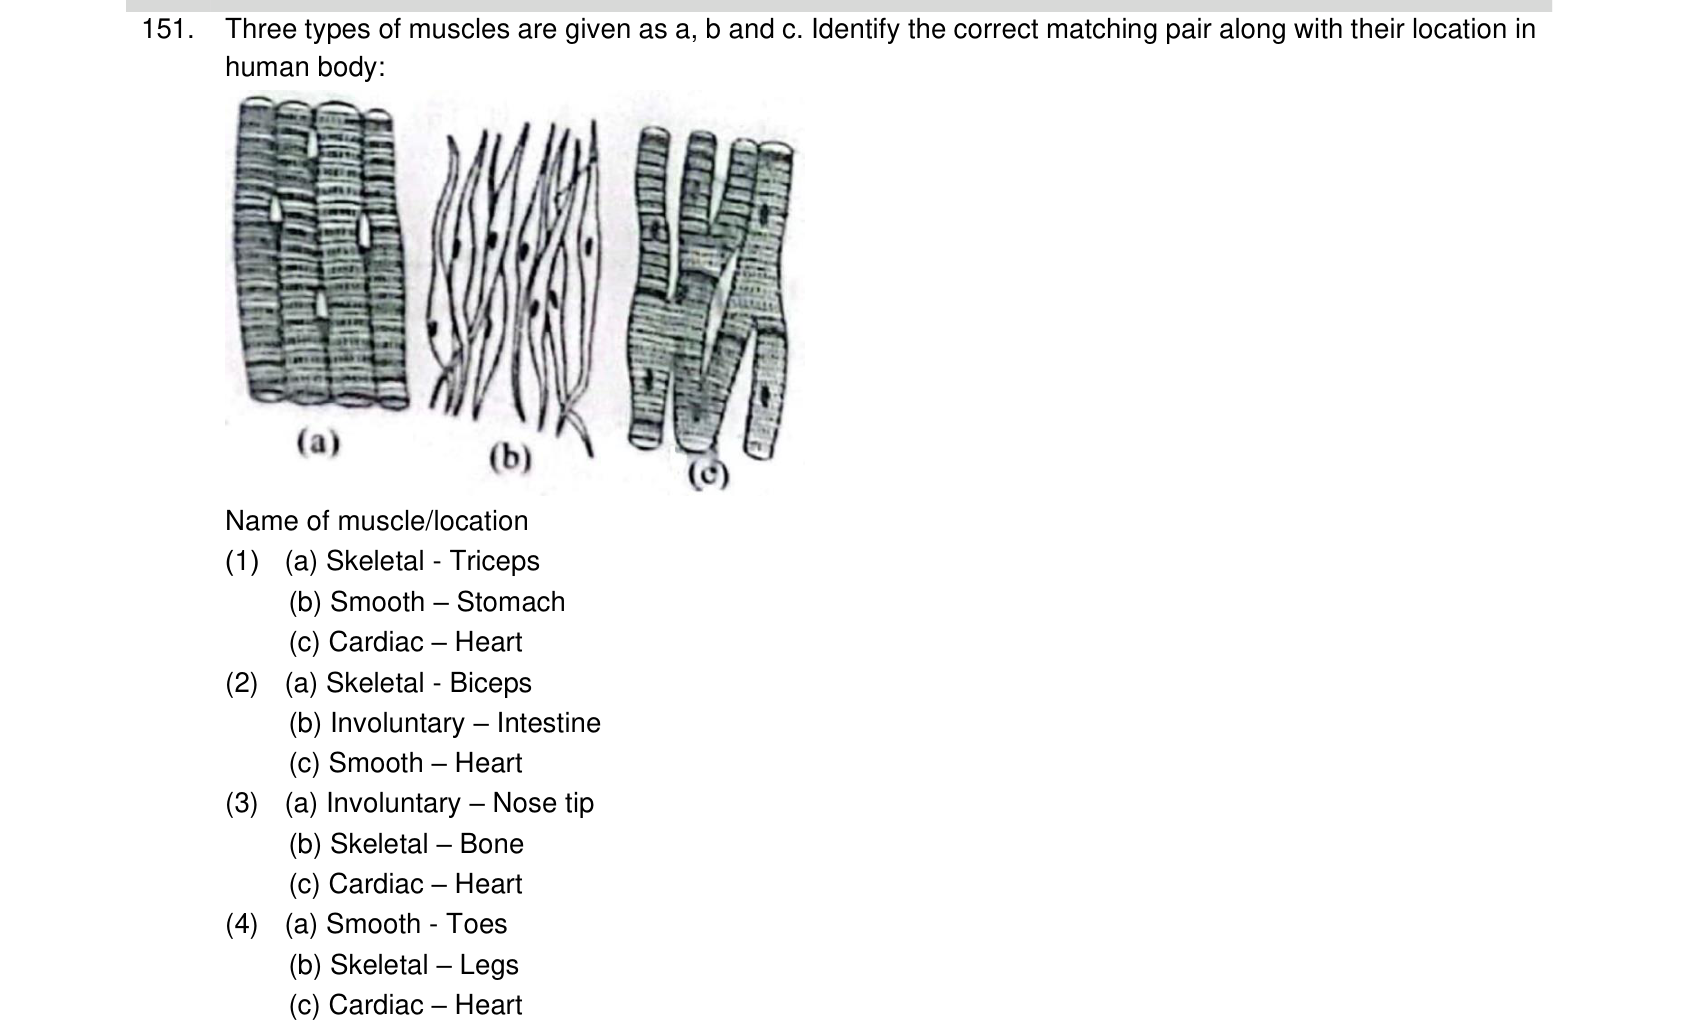 151. Three types of muscles are given as a, b and c. Identify the correct matching pair along with their location in
human body:
(a) (b) (c)
Name of muscle/location
(1) (a) Skeletal - Triceps
(b) Smooth – Stomach
(c) Cardiac – Heart
(2) (a) Skeletal - Biceps
(b) Involuntary – Intestine
(c) Smooth – Heart
(3) (a) Involuntary – Nose tip
(b) Skeletal – Bone
(c) Cardiac – Heart
(4) (a) Smooth - Toes
(b) Skeletal – Legs
(c) Cardiac – Heart